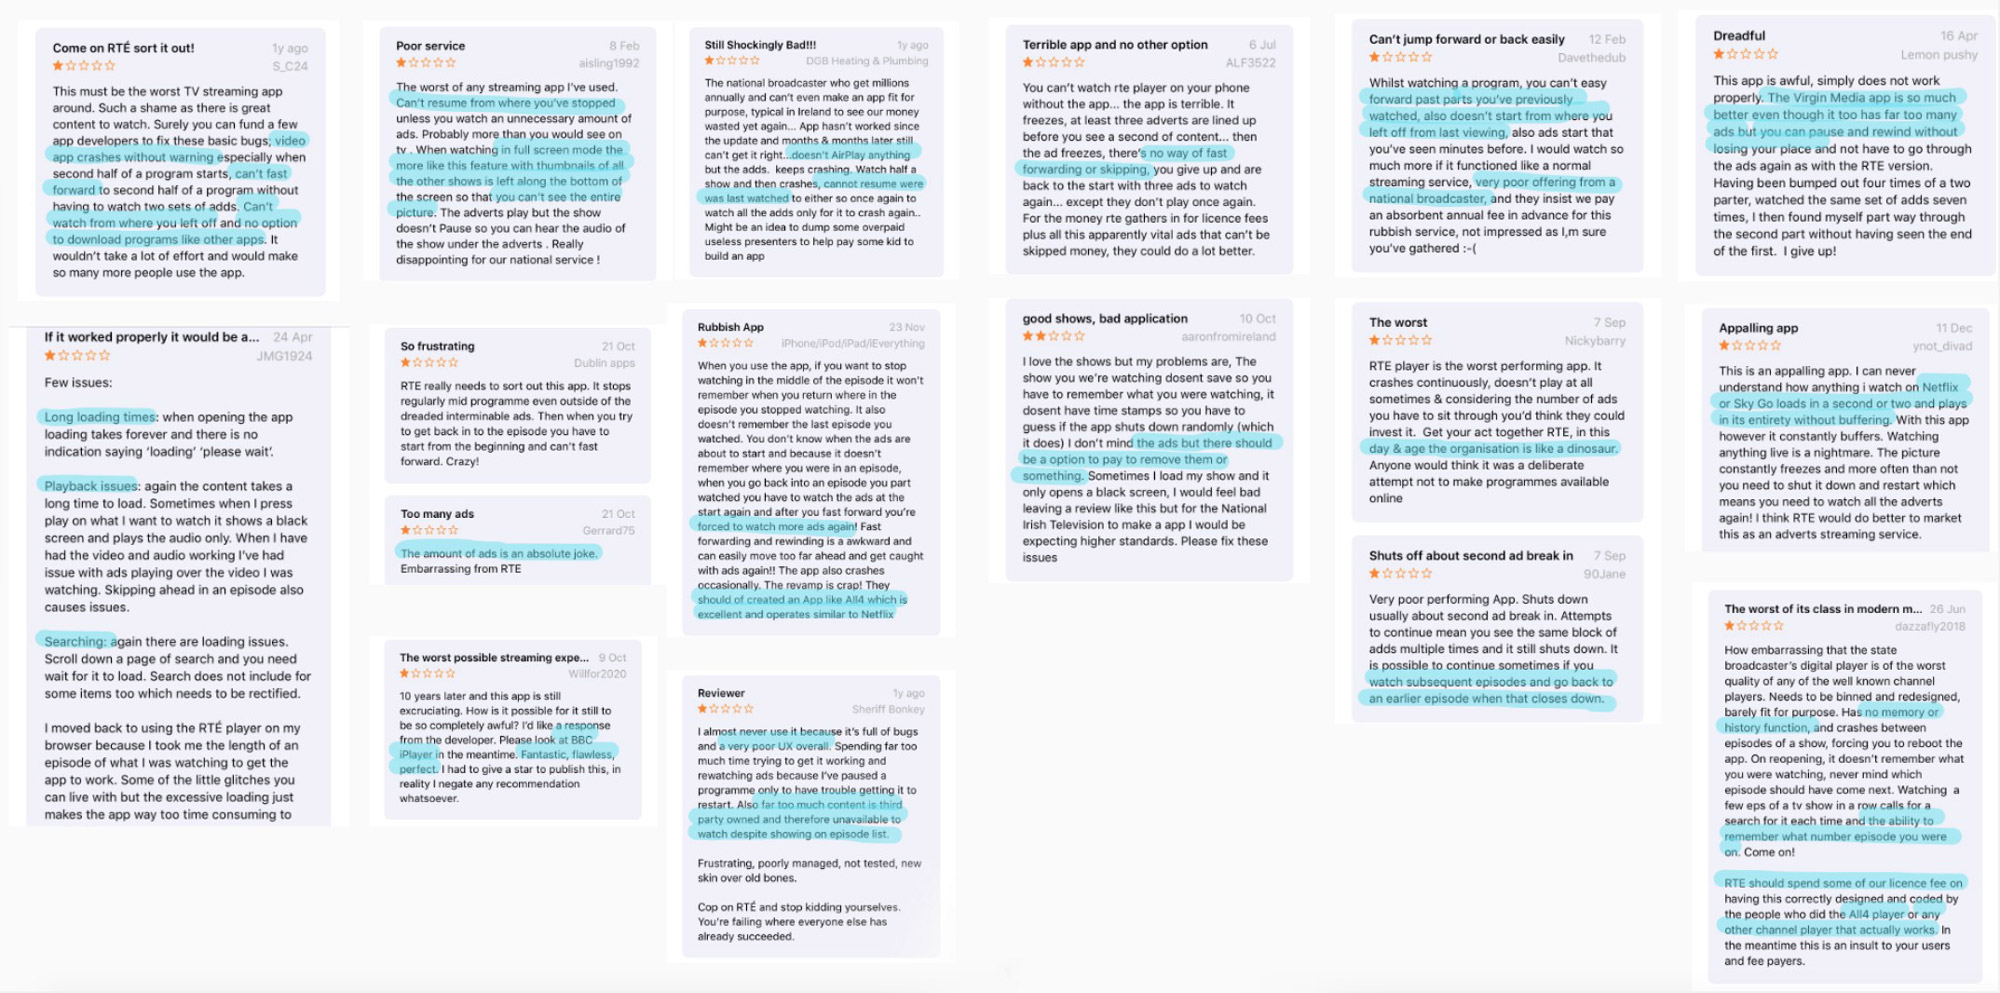 Come on RTÉ sort it out!
1y ago
S_C24
This must be the worst TV streaming app
around. Such a shame as there is great
content to watch. Surely you can fund a few
app developers to fix these basic bugs; video
app crashes without warning especially when
second half of a program starts, can't fast
forward to second half of a program without
having to watch two sets of adds. Can't
watch from where you left off and no option
to download programs like other apps. It
wouldn't take a lot of effort and would make
so many more people use the app.
Poor service
8 Feb
aisling1992
The worst of any streaming app I've used.
Can't resume from where you've stopped
unless you watch an unnecessary amount of
ads. Probably more than you would see on
tv . When watching in full screen mode the
more like this feature with thumbnails of all
the other shows is left along the bottom of
the screen so that you can't see the entire
picture. The adverts play but the show
doesn't Pause so you can hear the audio of
the show under the adverts . Really
disappointing for our national service !
Still Shockingly Bad!!!
1y ago
DGB Heating & Plumbing
The national broadcaster who get millions
annually and can't even make an app fit for
purpose, typical in Ireland to see our money
wasted yet again... App hasn't worked since
the update and months & months later still
can't get it right...doesn't AirPlay anything
but the adds. keeps crashing. Watch half a
show and then crashes, cannot resume were
was last watched to either so once again to
watch all the adds only for it to crash again..
Might be an idea to dump some overpaid
useless presenters to help pay some kid to
build an app
Terrible app and no other option
6 Jul
ALF3522
You can't watch rte player on your phone
without the app... the app is terrible. It
freezes, at least three adverts are lined up
before you see a second of content... then
the ad freezes, there's no way of fast
forwarding or skipping, you give up and are
back to the start with three ads to watch
again... except they don't play once again.
For the money rte gathers in for licence fees
plus all this apparently vital ads that can't be
skipped money, they could do a lot better.
Can't jump forward or back easily
12 Feb
Davethedub
Whilst watching a program, you can't easy
forward past parts you've previously
watched, also doesn't start from where you
left off from last viewing, also ads start that
you've seen minutes before. I would watch so
much more if it functioned like a normal
streaming service, very poor offering from a
national broadcaster, and they insist we pay
an absorbent annual fee in advance for this
rubbish service, not impressed as I,m sure
you've gathered :-(
Dreadful
16 Apr
Lemon pushy
This app is awful, simply does not work
properly. The Virgin Media app is so much
better even though it too has far too many
ads but you can pause and rewind without
losing your place and not have to go through
the ads again as with the RTE version.
Having been bumped out four times of a two
parter, watched the same set of adds seven
times, I then found myself part way through
the second part without having seen the end
of the first. I give up!
If it worked properly it would be a...
24 Apr
JMG1924
Few issues:
Long loading times: when opening the app
loading takes forever and there is no
indication saying 'loading' 'please wait'.
Playback issues: again the content takes a
long time to load. Sometimes when I press
play on what I want to watch it shows a black
screen and plays the audio only. When I have
had the video and audio working I've had
issue with ads playing over the video I was
watching. Skipping ahead in an episode also
causes issues.
Searching: again there are loading issues.
Scroll down a page of search and you need
wait for it to load. Search does not include for
some items too which needs to be rectified.
I moved back to using the RTÉ player on my
browser because I took me the length of an
episode of what I was watching to get the
app to work. Some of the little glitches you
can live with but the excessive loading just
makes the app way too time consuming to
So frustrating
21 Oct
Dublin apps
RTE really needs to sort out this app. It stops
regularly mid programme even outside of the
dreaded interminable ads. Then when you try
to get back in to the episode you have to
start from the beginning and can't fast
forward. Crazy!
Too many ads
21 Oct
Gerrard75
The amount of ads is an absolute joke.
Embarrassing from RTE
The worst possible streaming expe...
9 Oct
Willfor2020
10 years later and this app is still
excruciating. How is it possible for it still to
be so completely awful? I'd like a response
from the developer. Please look at BBC
iPlayer in the meantime. Fantastic, flawless,
perfect. I had to give a star to publish this, in
reality I negate any recommendation
whatsoever.
Rubbish App
23 Nov
iPhone/iPod/iPad/iEverything
When you use the app, if you want to stop
watching in the middle of the episode it won't
remember when you return where in the
episode you stopped watching. It also
doesn't remember the last episode you
watched. You don't know when the ads are
about to start and because it doesn't
remember where you were in an episode,
when you go back into an episode you part
watched you have to watch the ads at the
start again and after you fast forward you're
forced to watch more ads again! Fast
forwarding and rewinding is a awkward and
can easily move too far ahead and get caught
with ads again!! The app also crashes
occasionally. The revamp is crap! They
should of created an App like All4 which is
excellent and operates similar to Netflix
Reviewer
1y ago
Sheriff Bonkey
I almost never use it because it's full of bugs
and a very poor UX overall. Spending far too
much time trying to get it working and
rewatching ads because I've paused a
programme only to have trouble getting it to
restart. Also far too much content is third
party owned and therefore unavailable to
watch despite showing on episode list.
Frustrating, poorly managed, not tested, new
skin over old bones.
Cop on RTÉ and stop kidding yourselves.
You're failing where everyone else has
already succeeded.
good shows, bad application
10 Oct
aaronfromireland
I love the shows but my problems are, The
show you we're watching dosent save so you
have to remember what you were watching, it
dosent have time stamps so you have to
guess if the app shuts down randomly (which
it does) I don't mind the ads but there should
be a option to pay to remove them or
something. Sometimes I load my show and it
only opens a black screen, I would feel bad
leaving a review like this but for the National
Irish Television to make a app I would be
expecting higher standards. Please fix these
issues
The worst
7 Sep
Nickybarry
RTE player is the worst performing app. It
crashes continuously, doesn't play at all
sometimes & considering the number of ads
you have to sit through you'd think they could
invest it. Get your act together RTE, in this
day & age the organisation is like a dinosaur.
Anyone would think it was a deliberate
attempt not to make programmes available
online
Shuts off about second ad break in
7 Sep
90Jane
Very poor performing App. Shuts down
usually about second ad break in. Attempts
to continue mean you see the same block of
adds multiple times and it still shuts down. It
is possible to continue sometimes if you
watch subsequent episodes and go back to
an earlier episode when that closes down.
Appalling app
11 Dec
ynot_divad
This is an appalling app. I can never
understand how anything i watch on Netflix
or Sky Go loads in a second or two and plays
in its entirety without buffering. With this app
however it constantly buffers. Watching
anything live is a nightmare. The picture
constantly freezes and more often than not
you need to shut it down and restart which
means you need to watch all the adverts
again! I think RTE would do better to market
this as an adverts streaming service.
The worst of its class in modern m...
26 Jun
dazzafly2018
How embarrassing that the state
broadcaster's digital player is of the worst
quality of any of the well known channel
players. Needs to be binned and redesigned,
barely fit for purpose. Has no memory or
history function, and crashes between
episodes of a show, forcing you to reboot the
app. On reopening, it doesn't remember what
you were watching, never mind which
episode should have come next. Watching a
few eps of a tv show in a row calls for a
search for it each time and the ability to
remember what number episode you were
on. Come on!
RTE should spend some of our licence fee on
having this correctly designed and coded by
the people who did the All4 player or any
other channel player that actually works. In
the meantime this is an insult to your users
and fee payers.